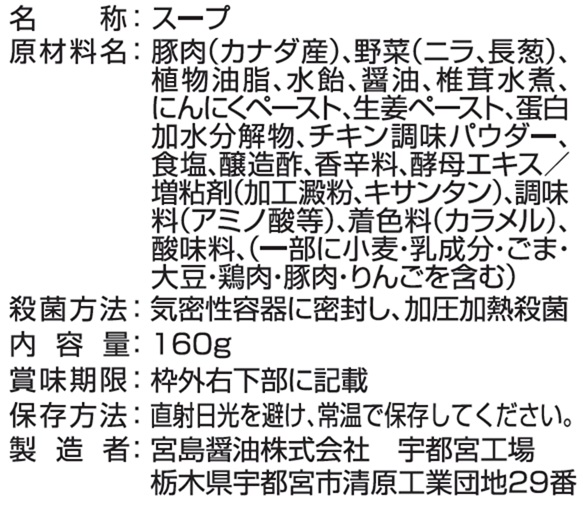 名称：スープ
原材料名：豚肉(カナダ産)、野菜(ニラ、長葱)、
植物油脂、水飴、醤油、椎茸水煮、
にんにくペースト、生姜ペースト、蛋白
加水分解物、チキン調味パウダー、
食塩、醸造酢、香辛料、酵母エキス／
増粘剤(加工澱粉、キサンタン)、調味
料(アミノ酸等)、着色料(カラメル)、
酸味料、(一部に小麦・乳成分・ごま・
大豆・鶏肉・豚肉・りんごを含む)
殺菌方法：気密性容器に密封し、加圧加熱殺菌
内容量：160g
賞味期限：枠外右下部に記載
保存方法：直射日光を避け、常温で保存してください。
製造者：宮島醤油株式会社 宇都宮工場
栃木県宇都宮市清原工業団地29番